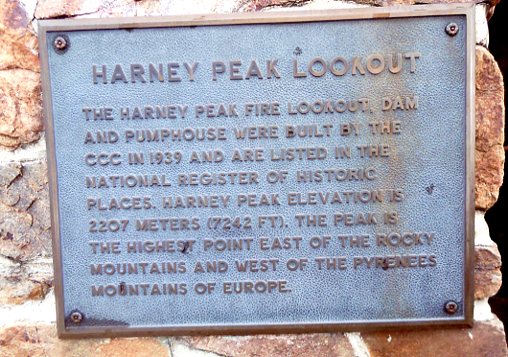 HARNEY PEAK LOOKOUT
THE HARNEY PEAK FIRE LOOKOUT, DAM
AND PUMPHOUSE WERE BUILT BY THE
CCC IN 1939 AND ARE LISTED IN THE
NATIONAL REGISTER OF HISTORIC
PLACES. HARNEY PEAK ELEVATION IS
2207 METERS (7242 FT). THE PEAK IS
THE HIGHEST POINT EAST OF THE ROCKY
MOUNTAINS AND WEST OF THE PYRENEES
MOUNTAINS OF EUROPE.